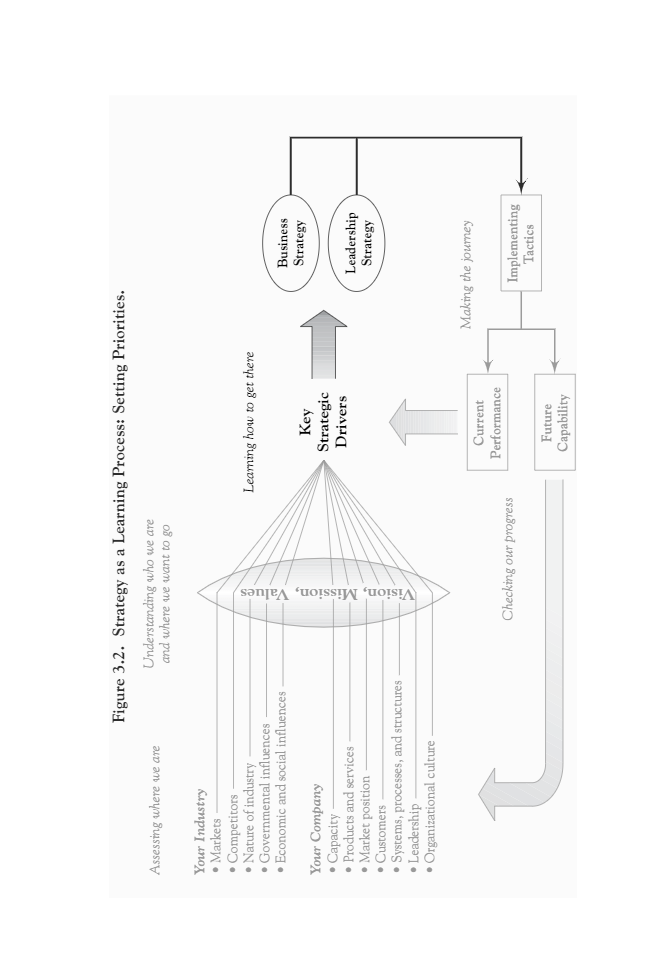 Figure 3.2. Strategy as a Learning Process: Setting Priorities.
Assessing where we are
Understanding who we are
and where we want to go
Learning how to get there
Your Industry
• Markets
• Competitors
• Nature of industry
• Governmental influences
• Economic and social influences
Your Company
• Capacity
• Products and services
• Market position
• Customers
• Systems, processes, and structures
• Leadership
• Organizational culture
Vision, Mission, Values
Key
Strategic
Drivers
Business
Strategy
Leadership
Strategy
Making the journey
Implementing
Tactics
Current
Performance
Future
Capability
Checking our progress